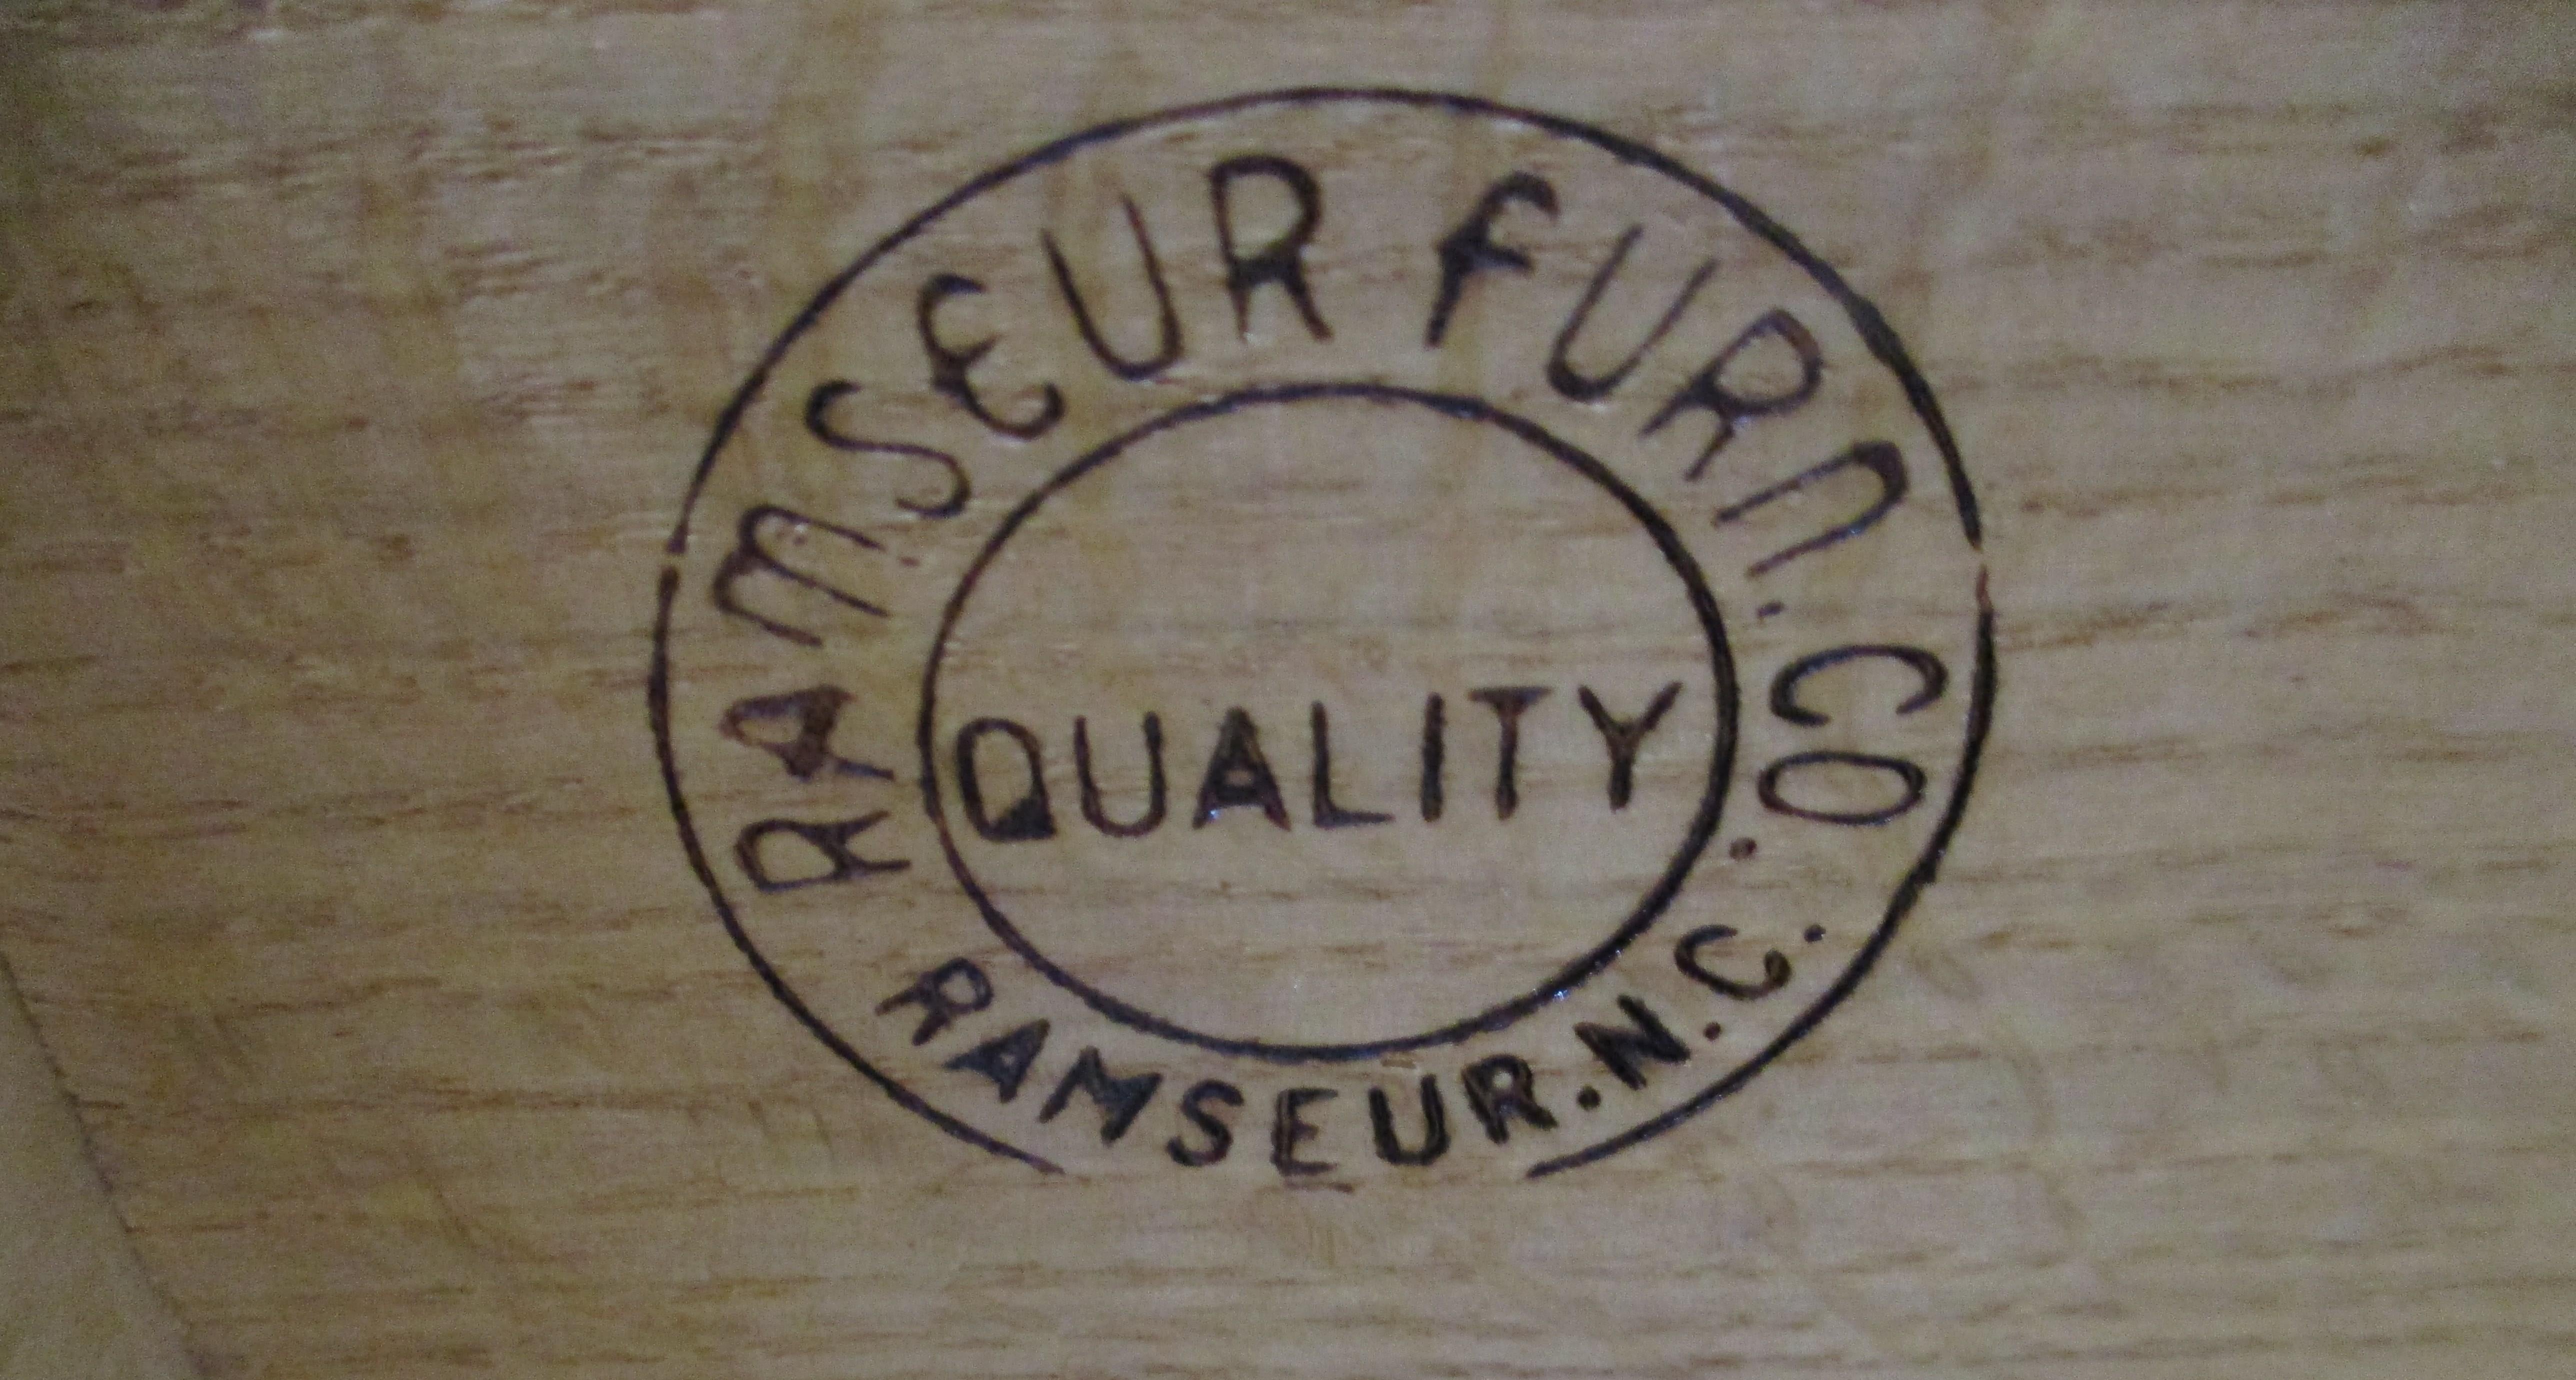 RAMSEUR FURN. CO.
QUALITY
RAMSEUR. N.C.